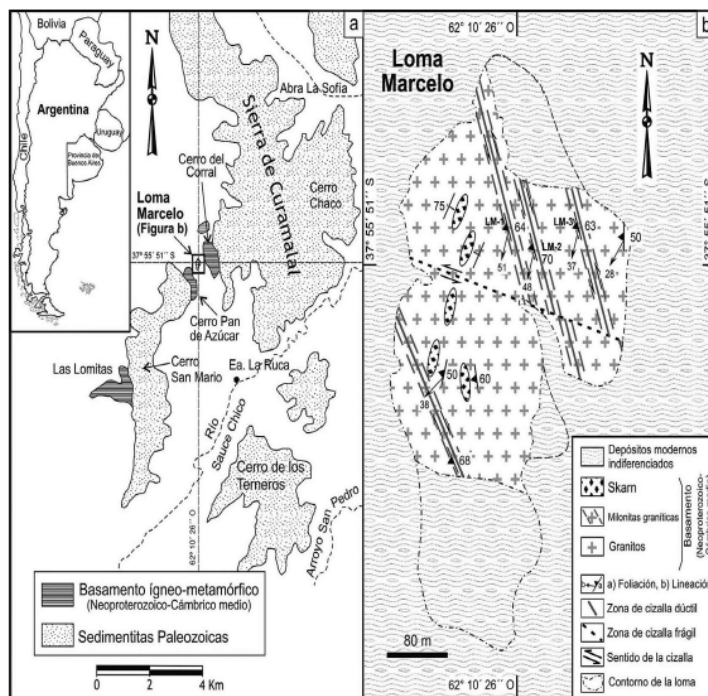 a
Bolivia
Paraguay
Argentina
Uruguay
Chile
Provincia de
Buenos Aires
N
Abra La Sofía
Sierra de Curamalal
Cerro del
Corral
Cerro
Chaco
Loma
Marcelo
(Figura b)
37° 55´ 51´´ S
Cerro Pan
de Azúcar
Las Lomitas
Cerro
San Mario
Ea. La Ruca
Río
Sauce Chico
Cerro de los
Terneros
Arroyo San Pedro
62° 10´ 26´´ O
Basamento ígneo-metamórfico
(Neoproterozoico-Cámbrico medio)
Sedimentitas Paleozoicas
0 2 4 Km
b
62° 10´ 26´´ O
Loma
Marcelo
N
37° 55´ 51´´ S
37° 55´ 51´´ S
75
LM-1
64
LM-2
70
LM-3
63
50
51
48
37
28
50
60
38
68
80 m
62° 10´ 26´´ O
Depósitos modernos
indiferenciados
Skarn
Milonitas graníticas
Granitos
Basamento
(Neoproterozoico-
a) Foliación, b) Lineación
Zona de cizalla dúctil
Zona de cizalla frágil
Sentido de la cizalla
Contorno de la loma